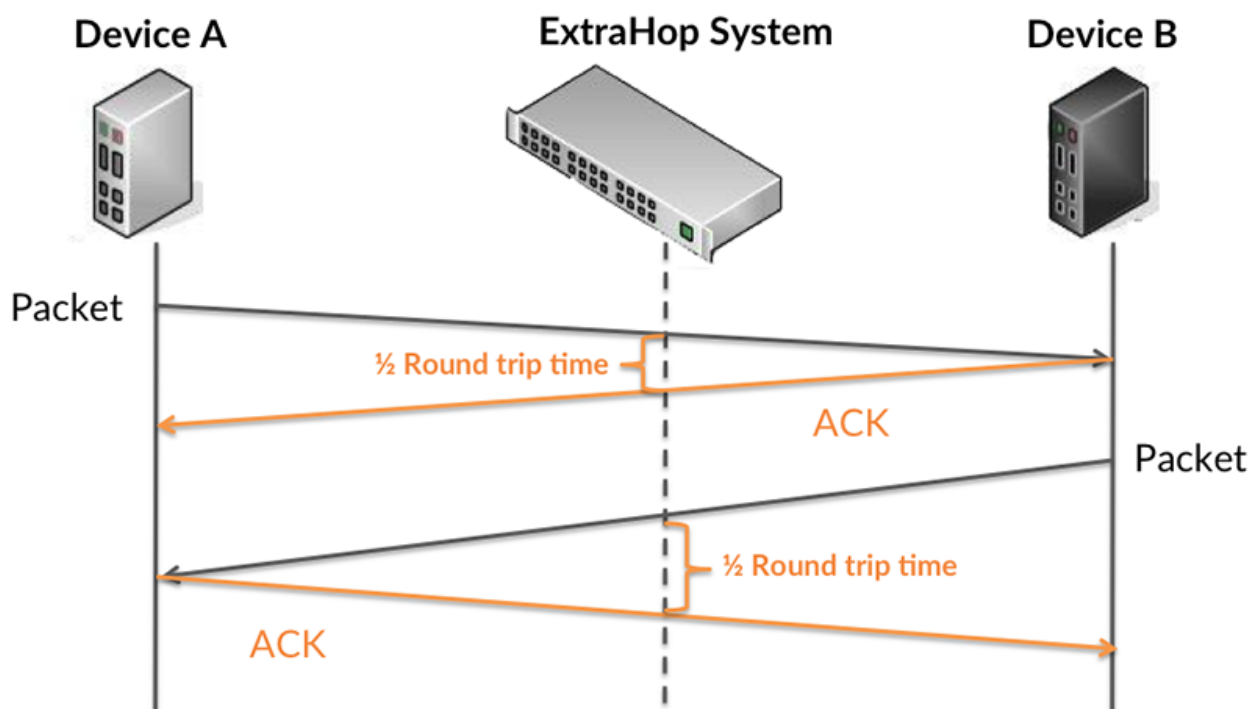 Device A
ExtraHop System
Device B
Packet
½ Round trip time
ACK
Packet
½ Round trip time
ACK